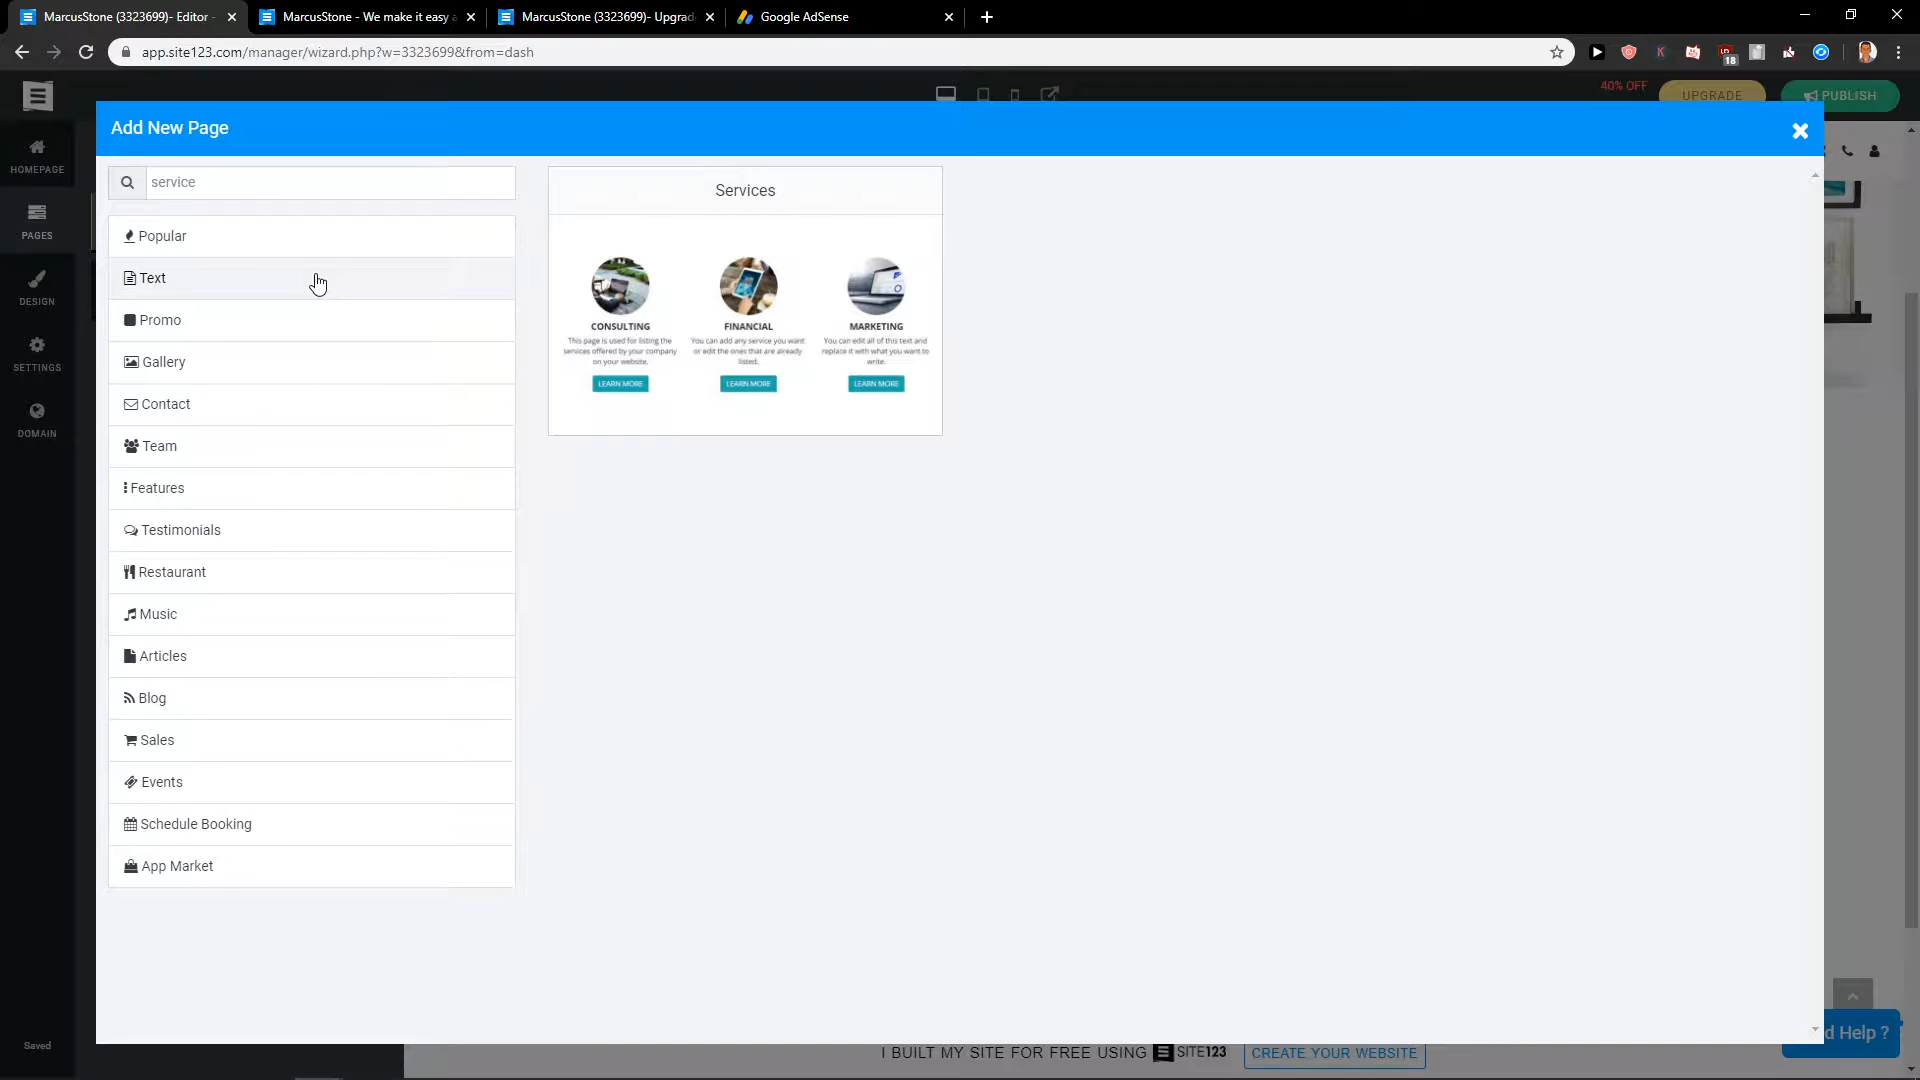 MarcusStone (3323699)- Editor -
MarcusStone - We make it easy a
MarcusStone (3323699)- Upgrad
Google AdSense
app.site123.com/manager/wizard.php?w=3323699&from=dash
18
40% OFF
UPGRADE
PUBLISH
HOMEPAGE
PAGES
DESIGN
SETTINGS
DOMAIN
Saved
Add New Page
service
Popular
Text
Promo
Gallery
Contact
Team
Features
Testimonials
Restaurant
Music
Articles
Blog
Sales
Events
Schedule Booking
App Market
Services
CONSULTING
This page is used for listing the
services offered by your company
on your website.
LEARN MORE
FINANCIAL
You can add any service you want
or edit the ones that are already
listed.
LEARN MORE
MARKETING
You can edit all of this text and
replace it with what you want to
write.
LEARN MORE
I BUILT MY SITE FOR FREE USING SITE123
CREATE YOUR WEBSITE
d Help ?